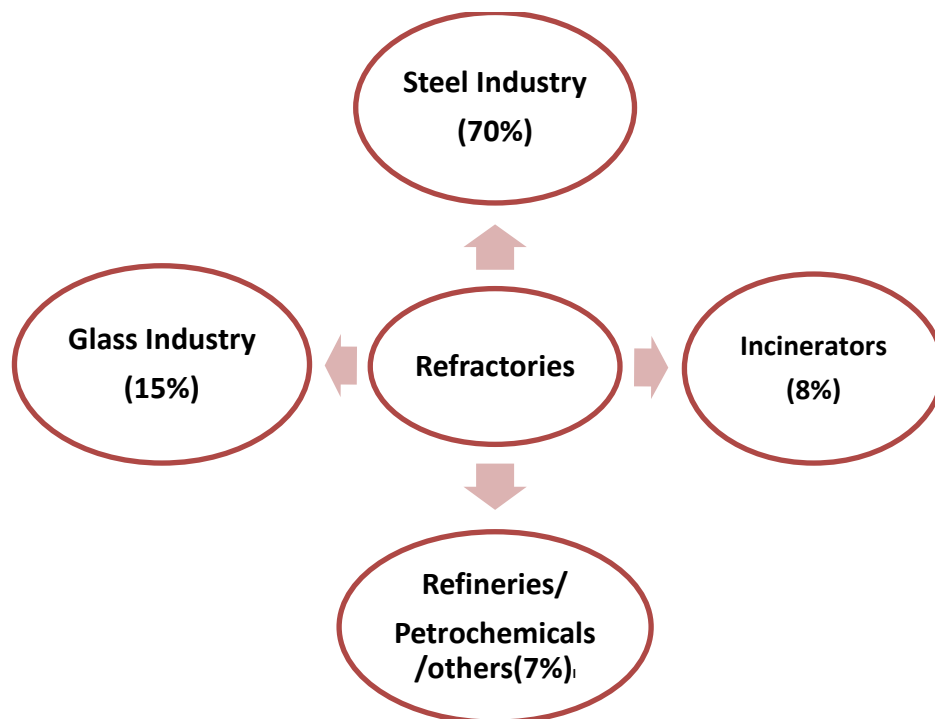 Steel Industry
(70%)
Glass Industry
(15%)
Refractories
Incinerators
(8%)
Refineries/
Petrochemicals
/others(7%)